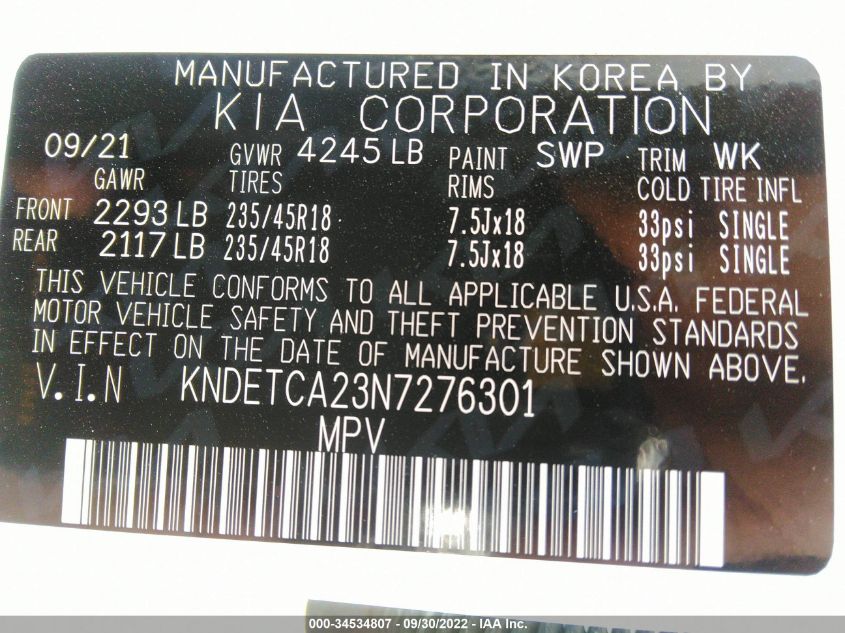 MANUFACTURED IN KOREA BY
KIA CORPORATION
09/21 GVWR 4245 LB PAINT SWP TRIM WK
GAWR TIRES RIMS COLD TIRE INFL
FRONT 2293 LB 235/45R18 7.5Jx18 33psi SINGLE
REAR 2117 LB 235/45R18 7.5Jx18 33psi SINGLE
THIS VEHICLE CONFORMS TO ALL APPLICABLE U.S.A. FEDERAL
MOTOR VEHICLE SAFETY AND THEFT PREVENTION STANDARDS
IN EFFECT ON THE DATE OF MANUFACTURE SHOWN ABOVE.
V.I.N KNDETCA23N7276301
MPV
000-34534807 - 09/30/2022 - IAA Inc.